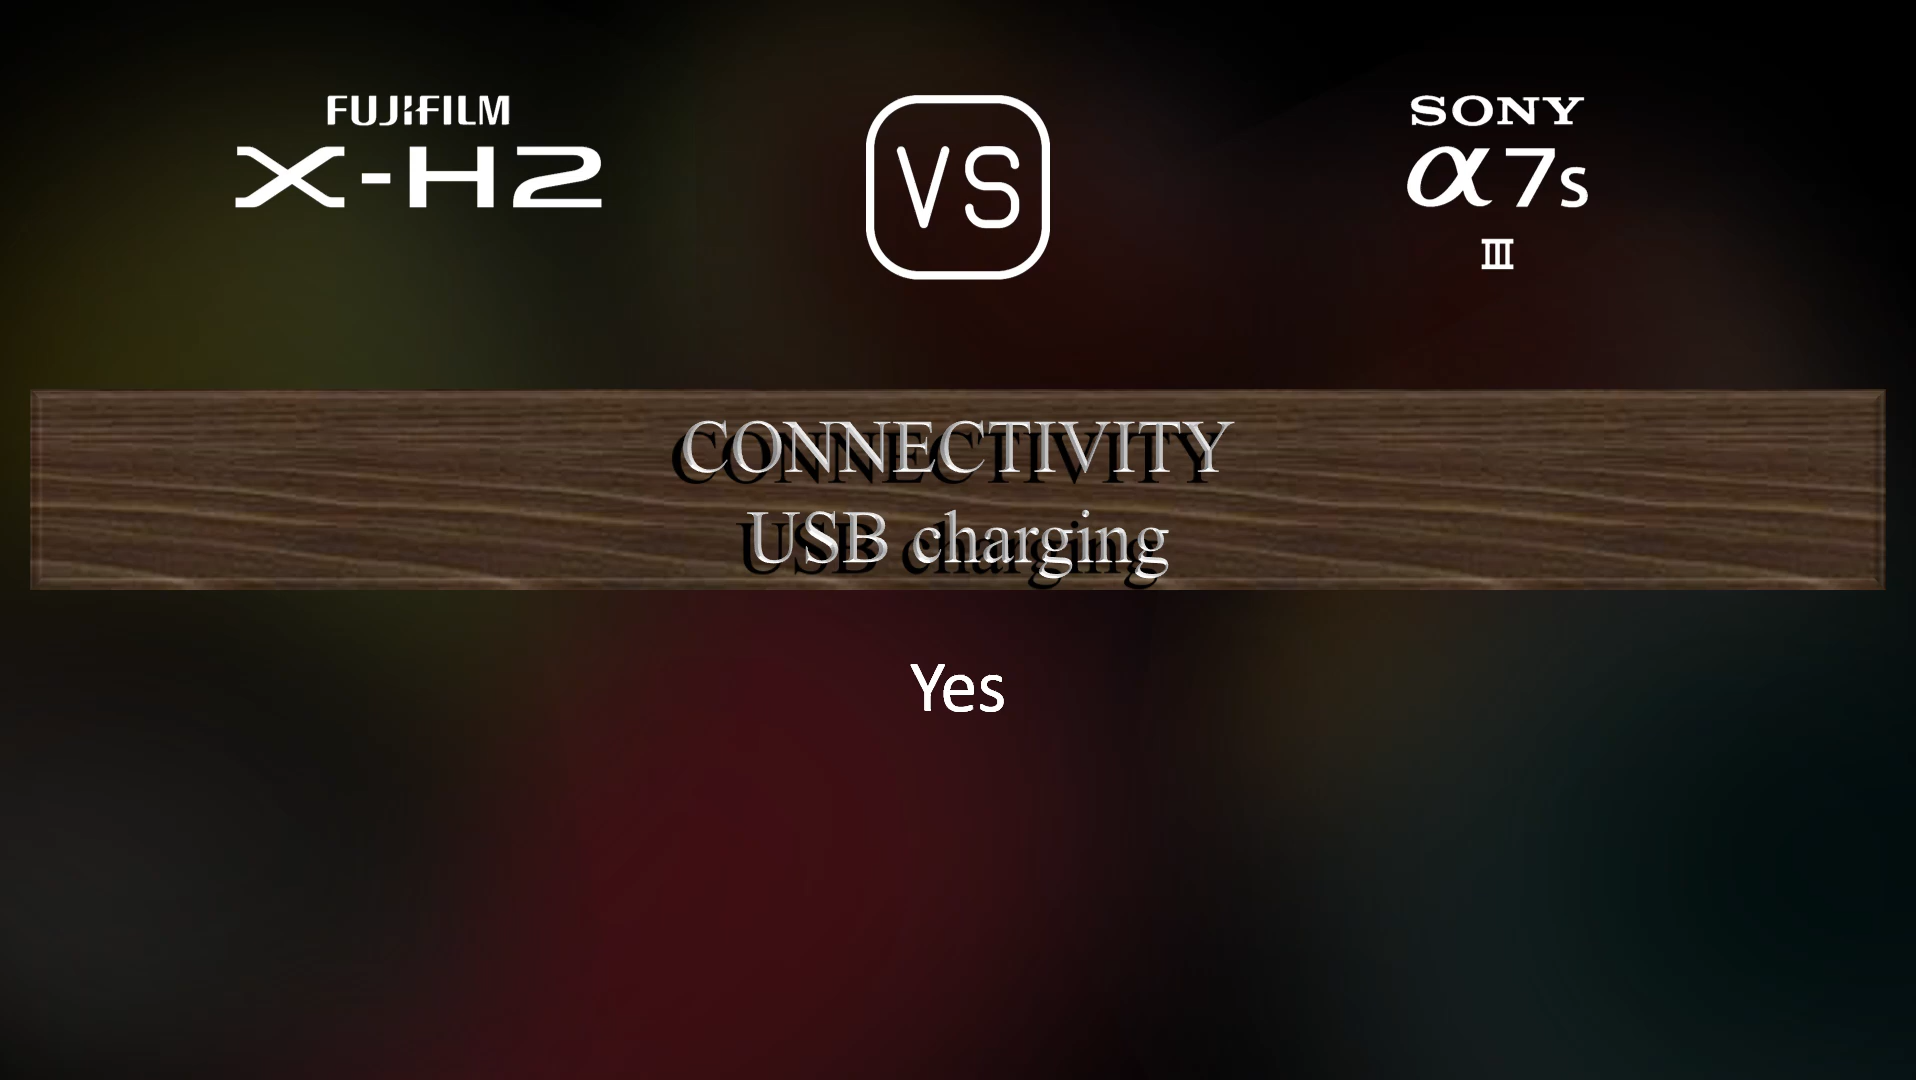 FUJIFILM
X-H2
VS
SONY
α7s
III
CONNECTIVITY
USB charging
Yes